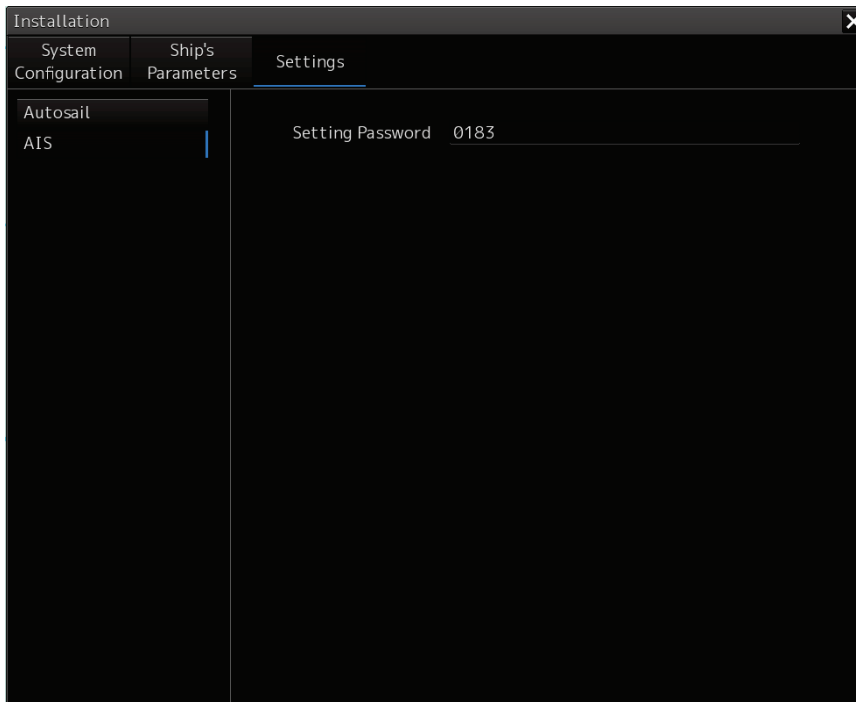 Installation
System
Configuration
Ship's
Parameters
Settings
Autosail
AIS
Setting Password 0183